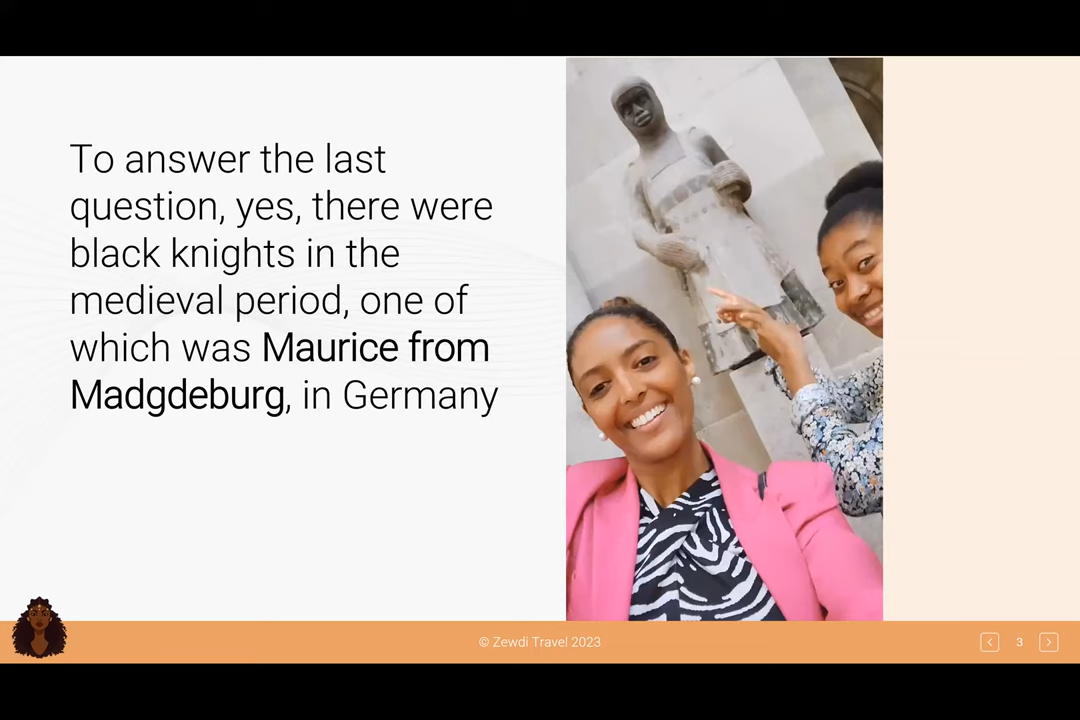 To answer the last
question, yes, there were
black knights in the
medieval period, one of
which was Maurice from
Madgdeburg, in Germany
© Zewdi Travel 2023
3